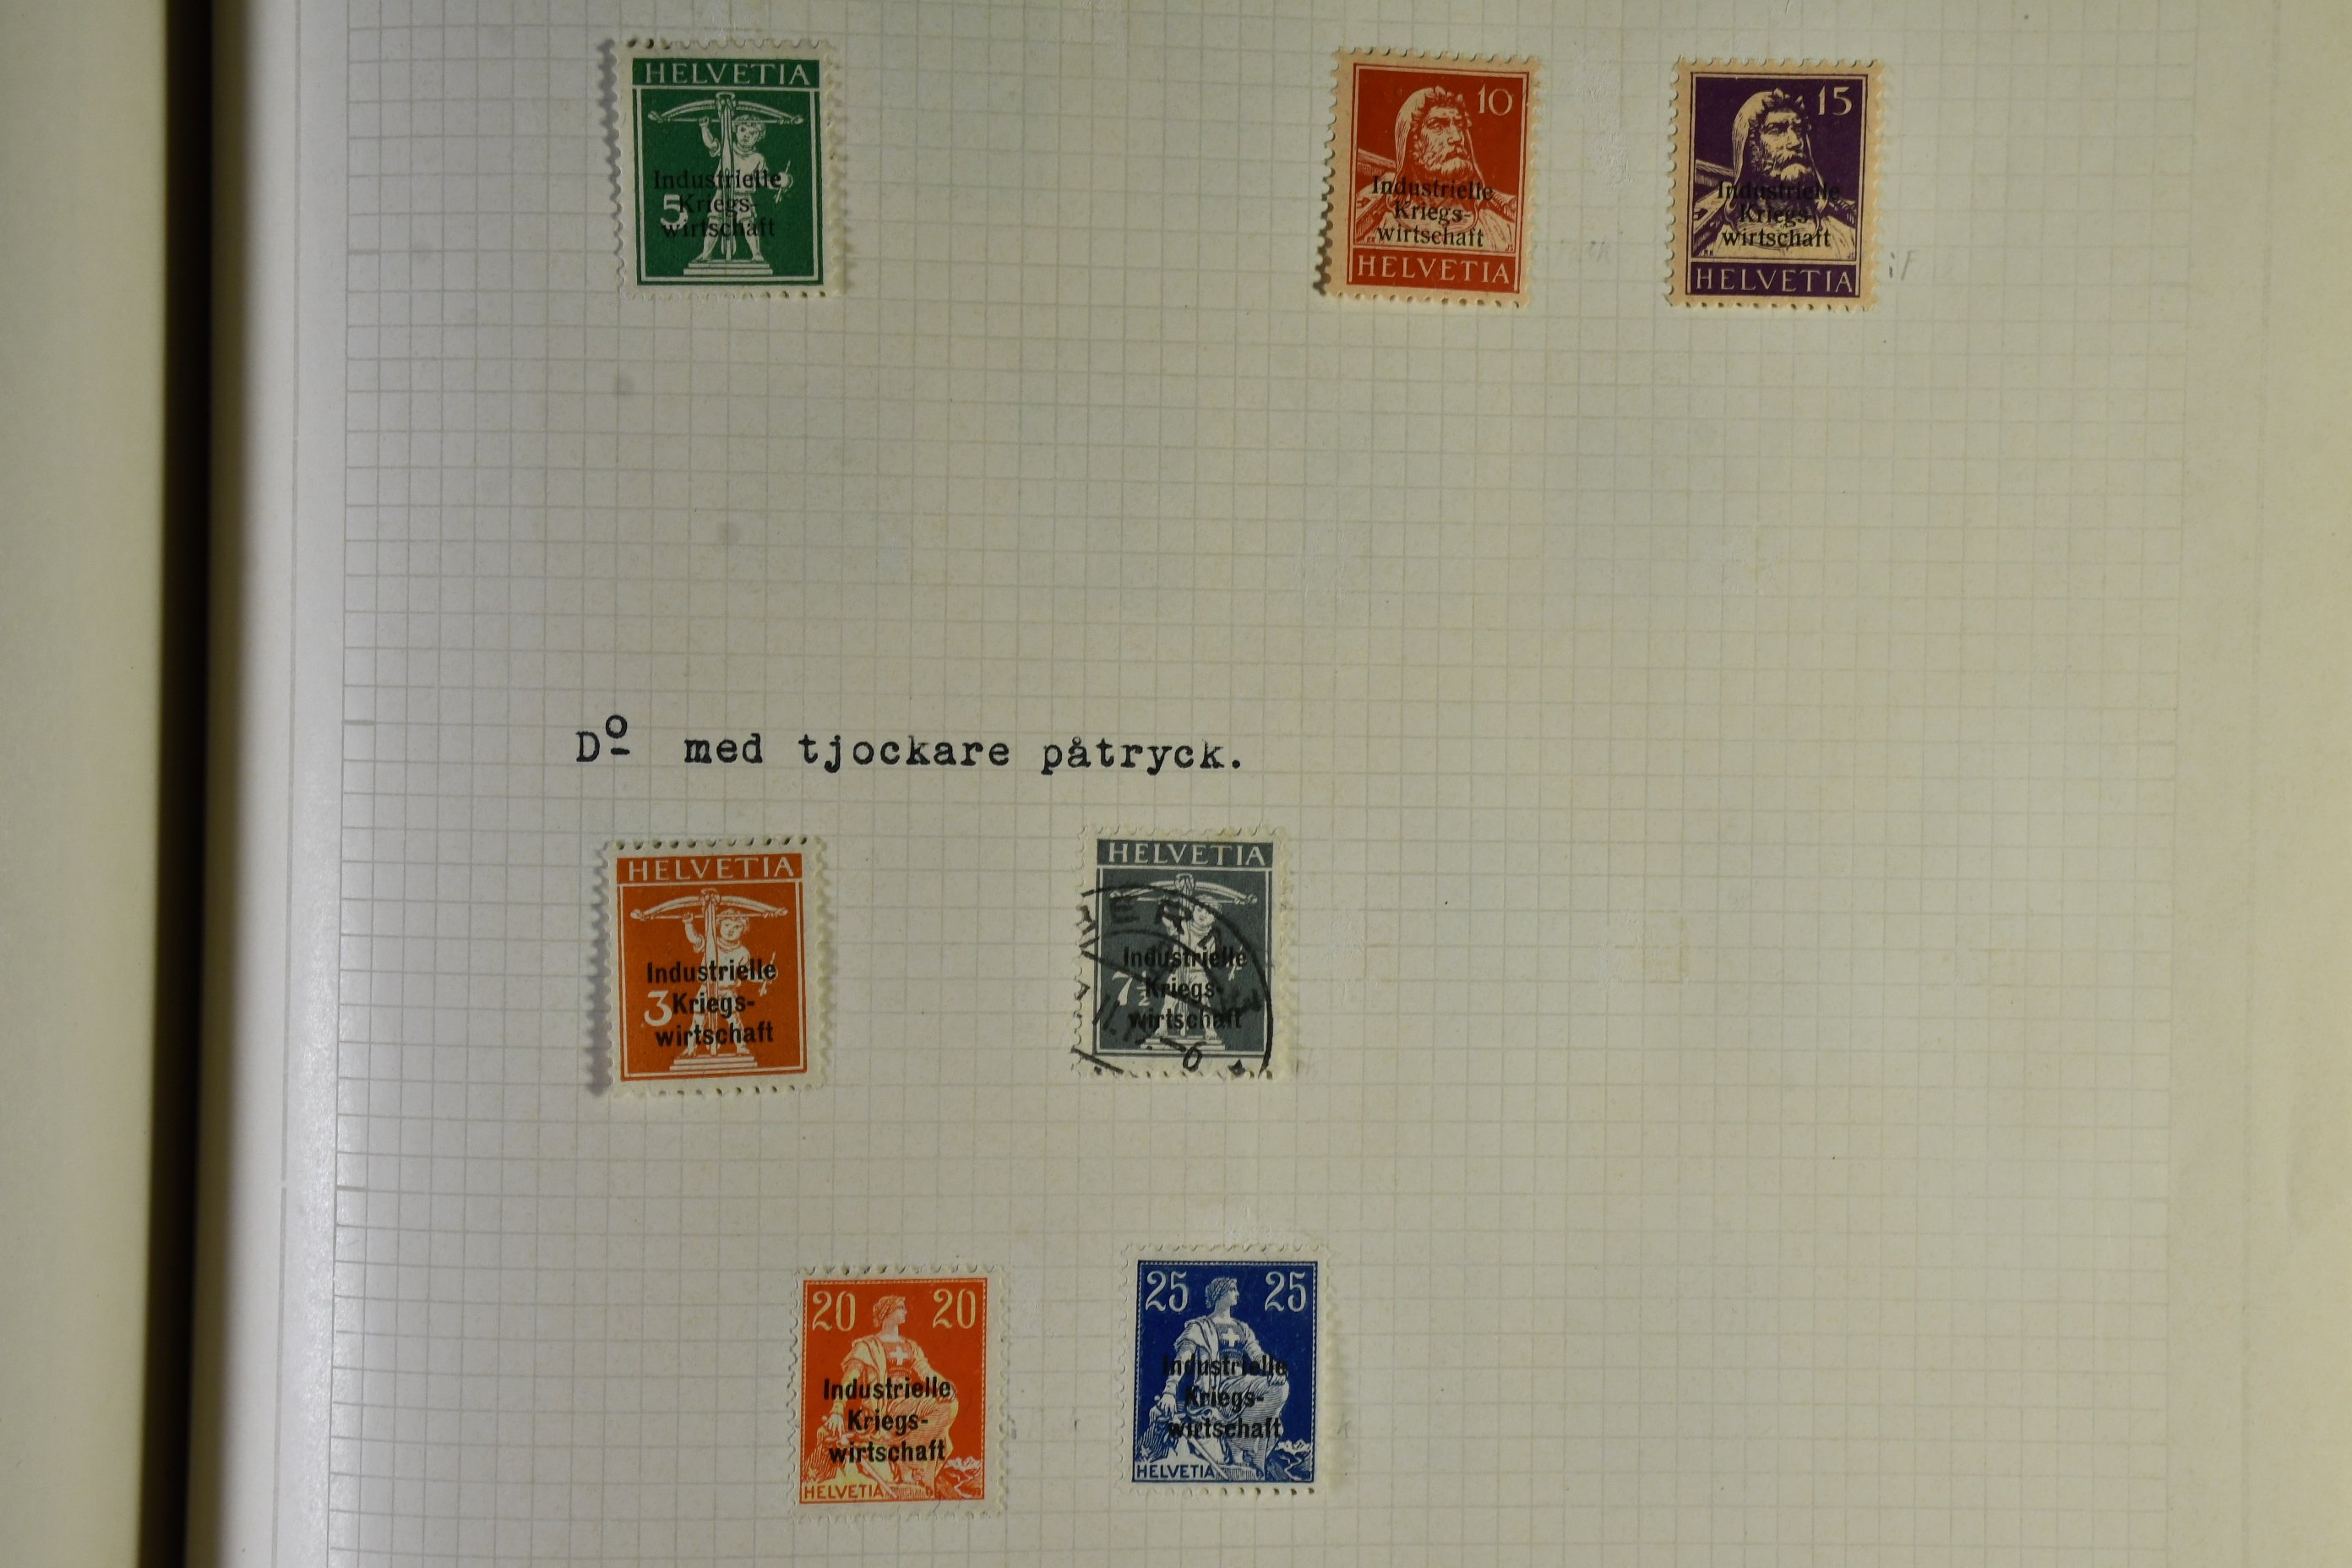 HELVETIA
Industrielle
5 Kriegs-
wirtschaft
10
Industrielle
Kriegs-
wirtschaft
HELVETIA
15
Industrielle
Kriegs-
wirtschaft
HELVETIA
Dº med tjockare påtryck.
HELVETIA
Industrielle
3 Kriegs-
wirtschaft
HELVETIA
Industrielle
7½ Kriegs-
wirtschaft
20 20
Industrielle
Kriegs-
wirtschaft
HELVETIA
25 25
Industrielle
Kriegs-
wirtschaft
HELVETIA